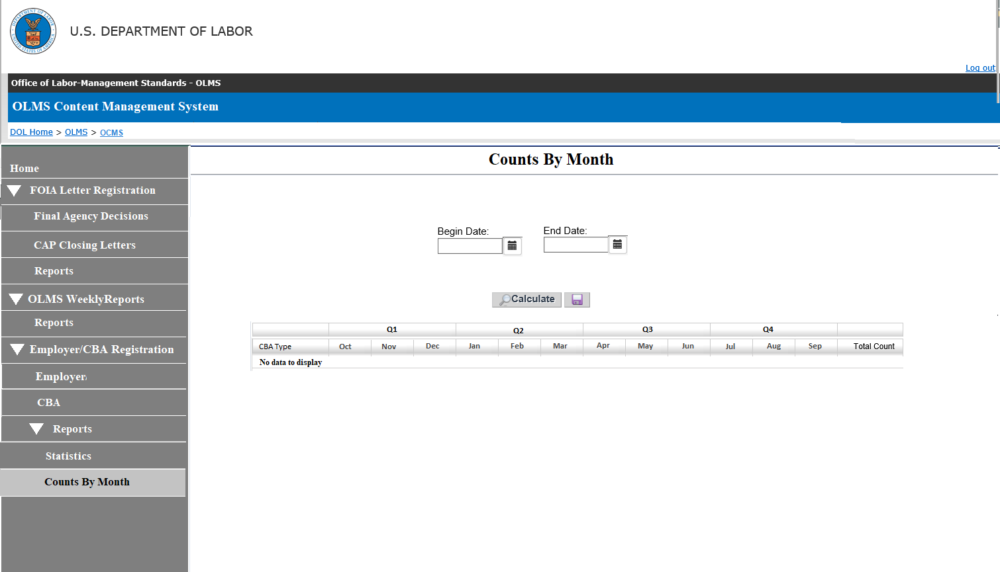 U.S. DEPARTMENT OF LABOR
Log out
Office of Labor-Management Standards - OLMS
OLMS Content Management System
DOL Home > OLMS > OCMS
Home
FOIA Letter Registration
Final Agency Decisions
CAP Closing Letters
Reports
OLMS WeeklyReports
Reports
Employer/CBA Registration
Employer/
CBA
Reports
Statistics
Counts By Month
Counts By Month
Begin Date:
End Date:
Calculate
Q1 Q2 Q3 Q4
CBA Type Oct Nov Dec Jan Feb Mar Apr May Jun Jul Aug Sep Total Count
No data to display